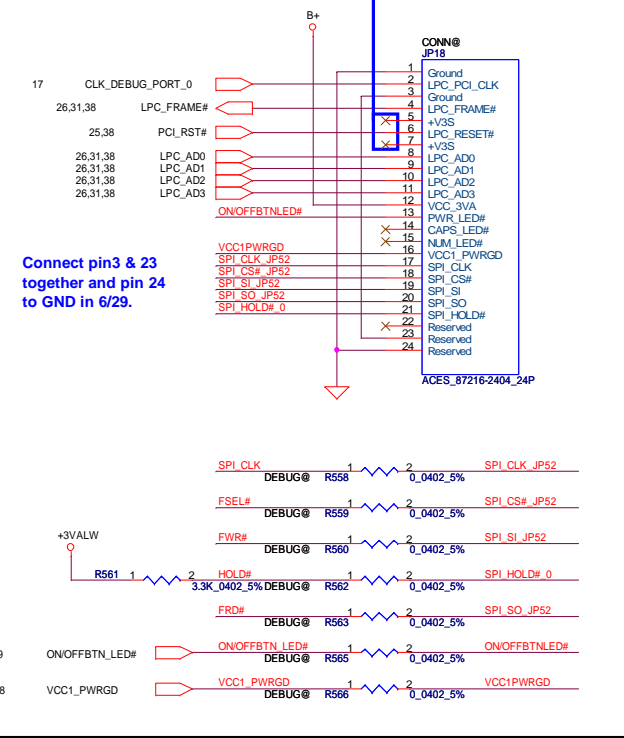 B+
CONN@
JP18
17 CLK_DEBUG_PORT_0
26,31,38 LPC_FRAME#
25,38 PCI_RST#
26,31,38 LPC_AD0
26,31,38 LPC_AD1
26,31,38 LPC_AD2
26,31,38 LPC_AD3
ON/OFFBTNLED#
VCC1PWRGD
SPI_CLK_JP52
SPI_CS#_JP52
SPI_SI_JP52
SPI_SO_JP52
SPI_HOLD#_0
1 Ground
2 LPC_PCI_CLK
3 Ground
4 LPC_FRAME#
5 +V3S
6 LPC_RESET#
7 +V3S
8 LPC_AD0
9 LPC_AD1
10 LPC_AD2
11 LPC_AD3
12 VCC_3VA
13 PWR_LED#
14 CAPS_LED#
15 NUM_LED#
16 VCC1_PWRGD
17 SPI_CLK
18 SPI_CS#
19 SPI_SI
20 SPI_SO
21 SPI_HOLD#
22 Reserved
23 Reserved
24 Reserved
ACES_87216-2404_24P
Connect pin3 & 23
together and pin 24
to GND in 6/29.
SPI_CLK 1 2 SPI_CLK_JP52
DEBUG@ R558 0_0402_5%
FSEL# 1 2 SPI_CS#_JP52
DEBUG@ R559 0_0402_5%
+3VALW
FWR# 1 2 SPI_SI_JP52
DEBUG@ R560 0_0402_5%
R561 1 2 HOLD# 1 2 SPI_HOLD#_0
3.3K_0402_5% DEBUG@ R562 0_0402_5%
FRD# 1 2 SPI_SO_JP52
DEBUG@ R563 0_0402_5%
9 ON/OFFBTN_LED# ON/OFFBTN_LED# 1 2 ON/OFFBTNLED#
DEBUG@ R565 0_0402_5%
8 VCC1_PWRGD VCC1_PWRGD 1 2 VCC1PWRGD
DEBUG@ R566 0_0402_5%